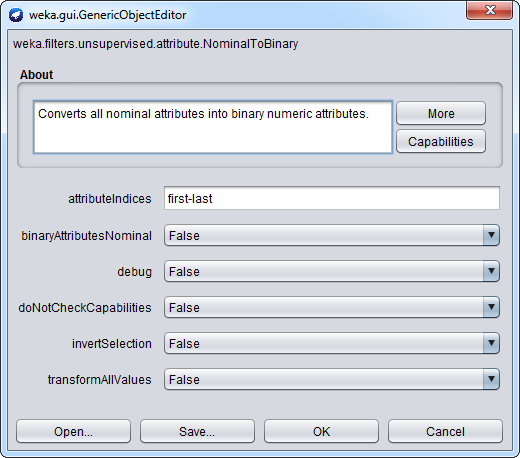 weka.gui.GenericObjectEditor
weka.filters.unsupervised.attribute.NominalToBinary
About
Converts all nominal attributes into binary numeric attributes.
More
Capabilities
attributeIndices first-last
binaryAttributesNominal False
debug False
doNotCheckCapabilities False
invertSelection False
transformAllValues False
Open... Save... OK Cancel